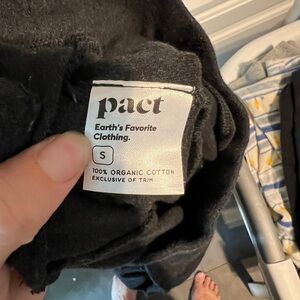 pact
Earth's Favorite
Clothing.
S
100% ORGANIC COTTON
EXCLUSIVE OF TRIM